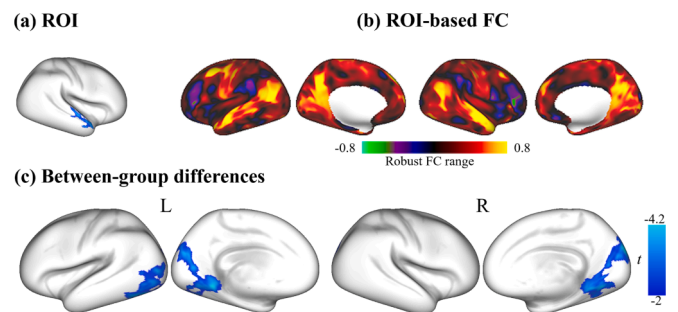 (a) ROI
(b) ROI-based FC
-0.8
0.8
Robust FC range
(c) Between-group differences
L
R
-4.2
t
-2